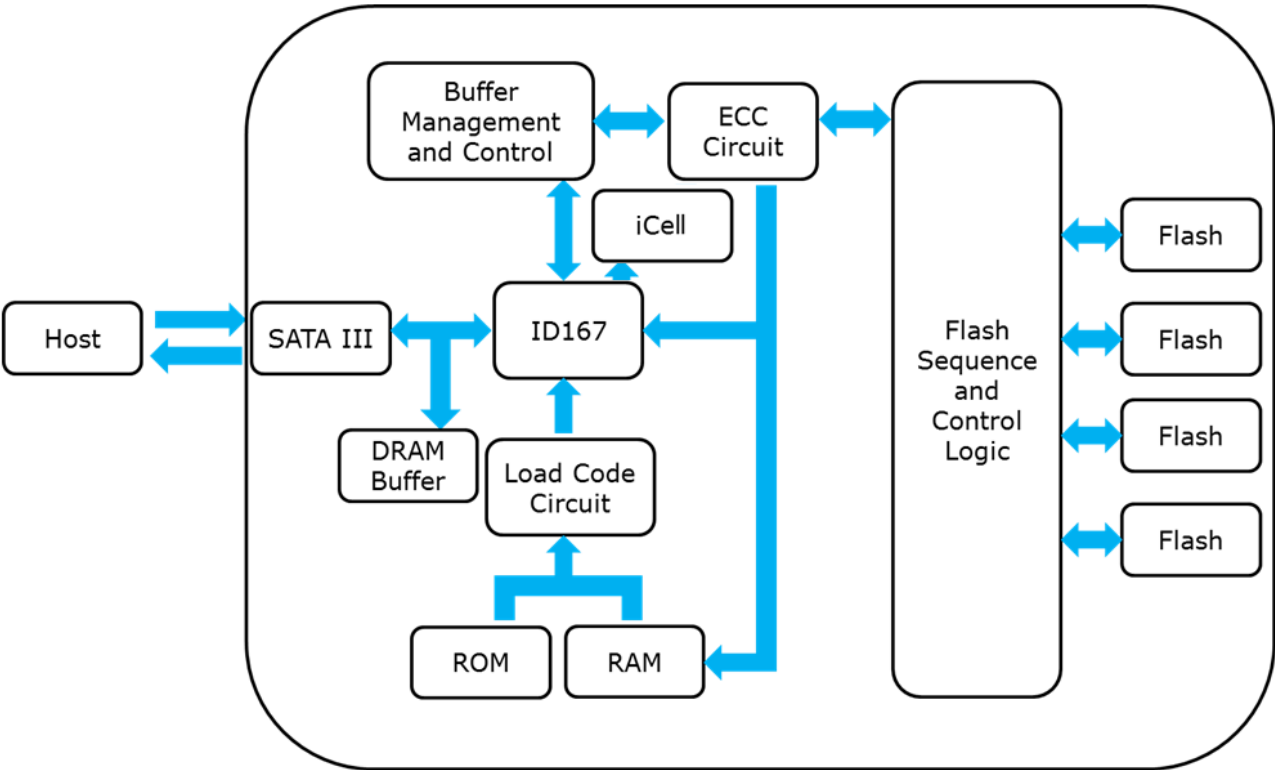 Buffer
Management
and Control
ECC
Circuit
iCell
Flash
Host
SATA III
ID167
Flash
Sequence
and
Control
Logic
Flash
DRAM
Buffer
Load Code
Circuit
Flash
Flash
ROM
RAM